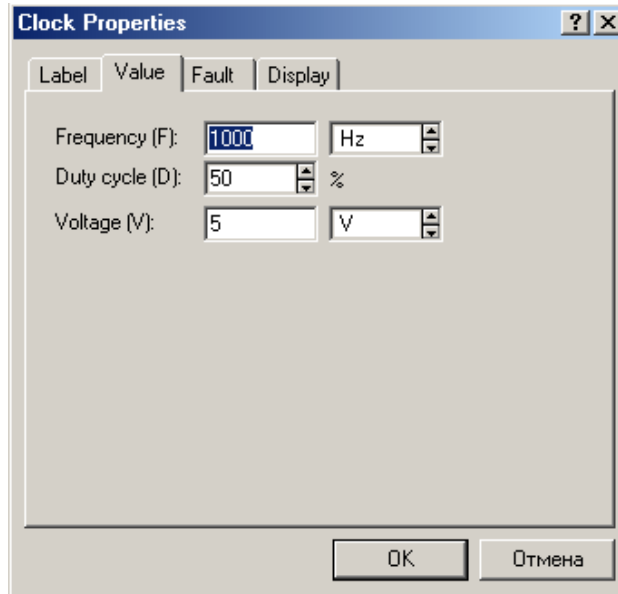 Clock Properties ? ×
Label Value Fault Display
Frequency (F): 1000 Hz
Duty cycle (D): 50 %
Voltage (V): 5 V
OK Отмена